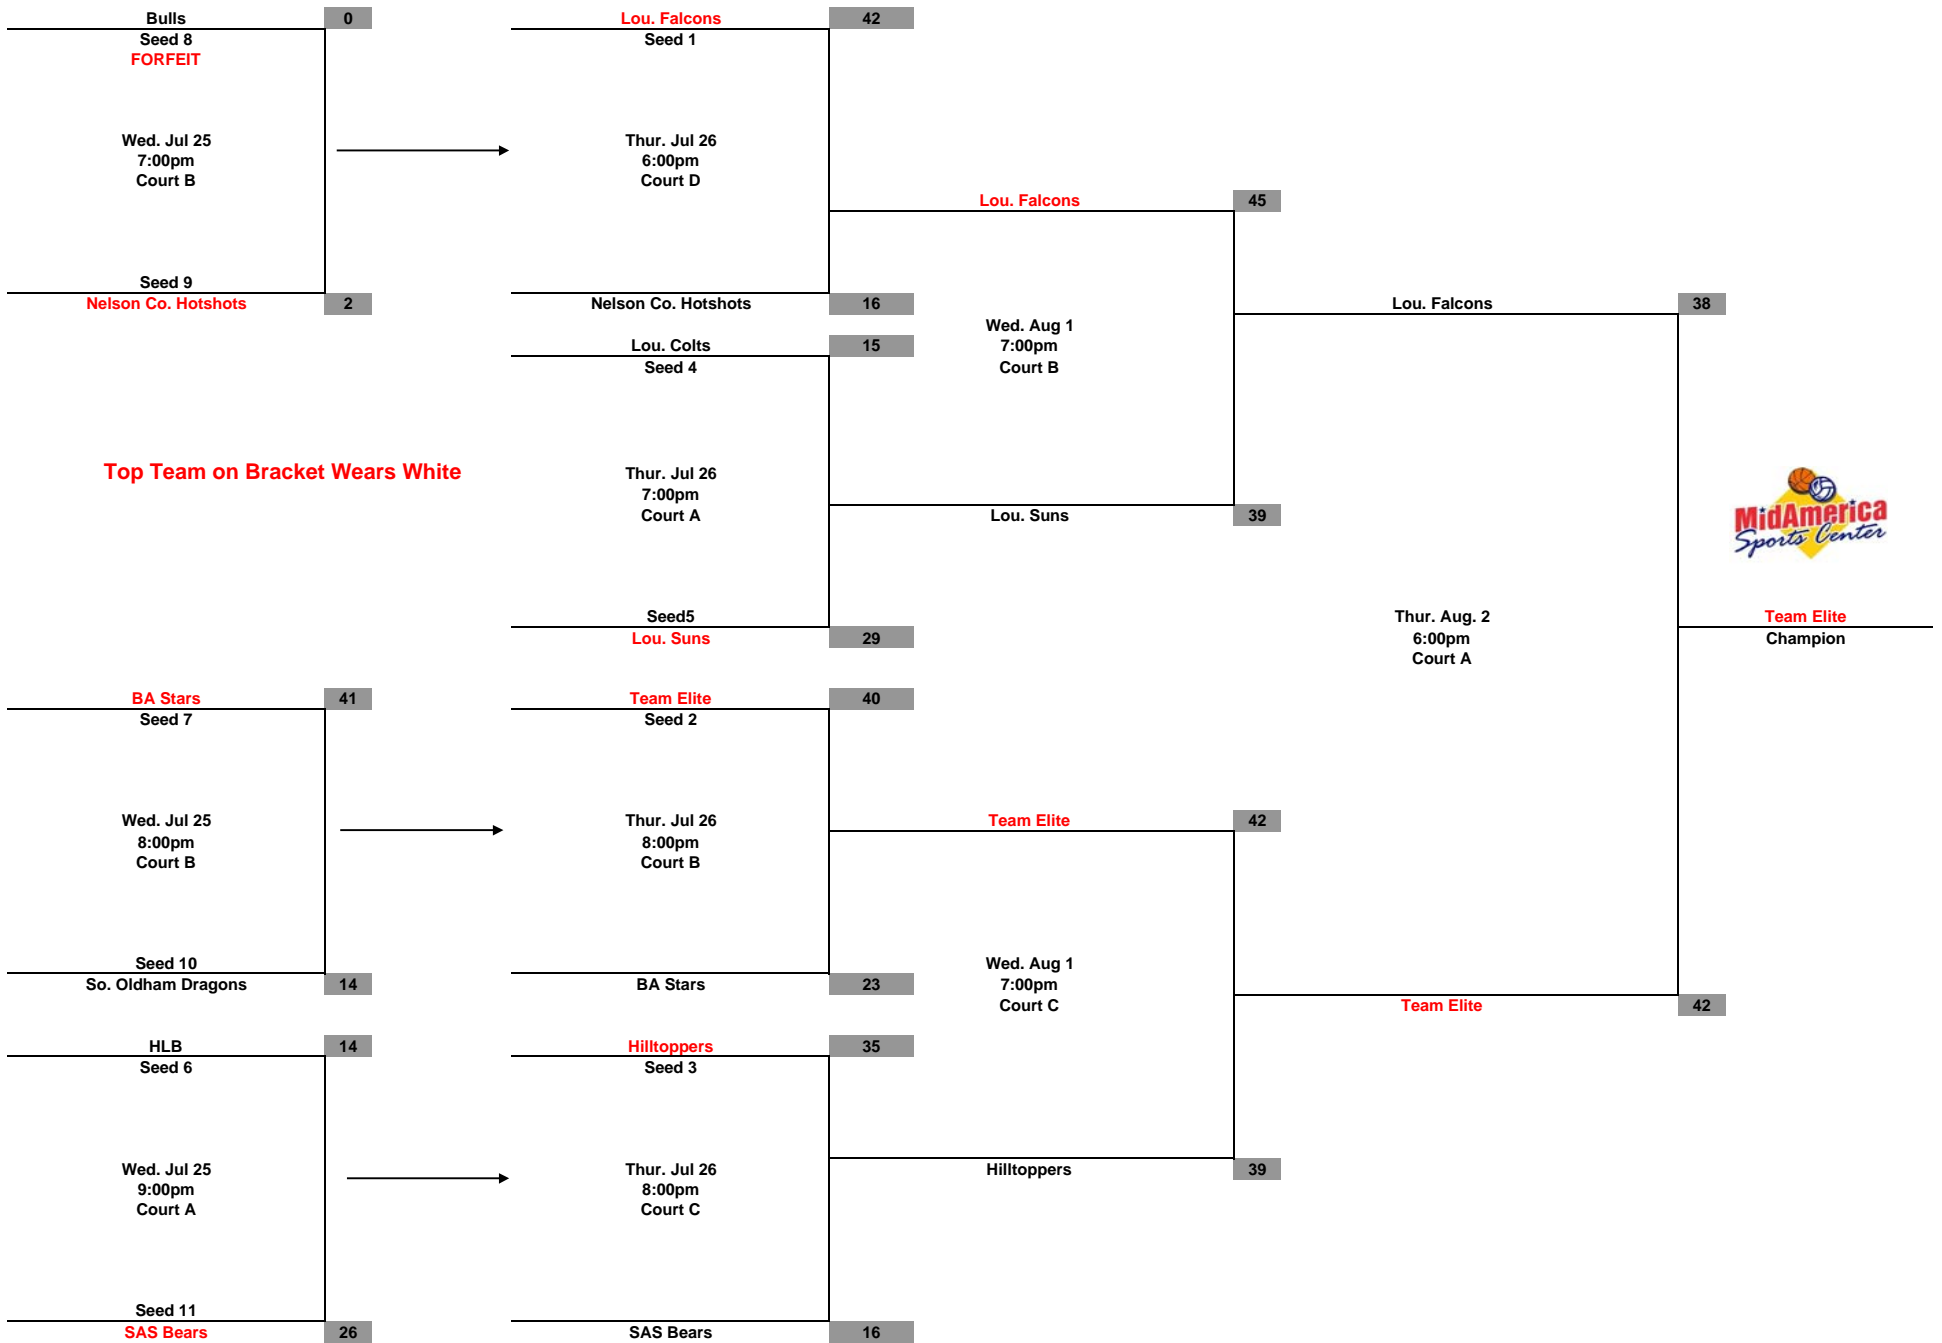 Bulls 0
Seed 8
FORFEIT
Wed. Jul 25
7:00pm
Court B
Seed 9
Nelson Co. Hotshots 2
Lou. Falcons 42
Seed 1
Thur. Jul 26
6:00pm
Court D
Nelson Co. Hotshots 16
Lou. Colts 15
Seed 4
Top Team on Bracket Wears White
Thur. Jul 26
7:00pm
Court A
Seed5
Lou. Suns 29
Lou. Falcons 45
Wed. Aug 1
7:00pm
Court B
Lou. Suns 39
BA Stars 41
Seed 7
Wed. Jul 25
8:00pm
Court B
Seed 10
So. Oldham Dragons 14
Team Elite 40
Seed 2
Thur. Jul 26
8:00pm
Court B
BA Stars 23
HLB 14
Seed 6
Wed. Jul 25
9:00pm
Court A
Seed 11
SAS Bears 26
Hilltoppers 35
Seed 3
Thur. Jul 26
8:00pm
Court C
SAS Bears 16
Team Elite 42
Wed. Aug 1
7:00pm
Court C
Hilltoppers 39
Lou. Falcons 38
Thur. Aug. 2
6:00pm
Court A
Team Elite 42
MidAmerica
Sports Center
Team Elite
Champion